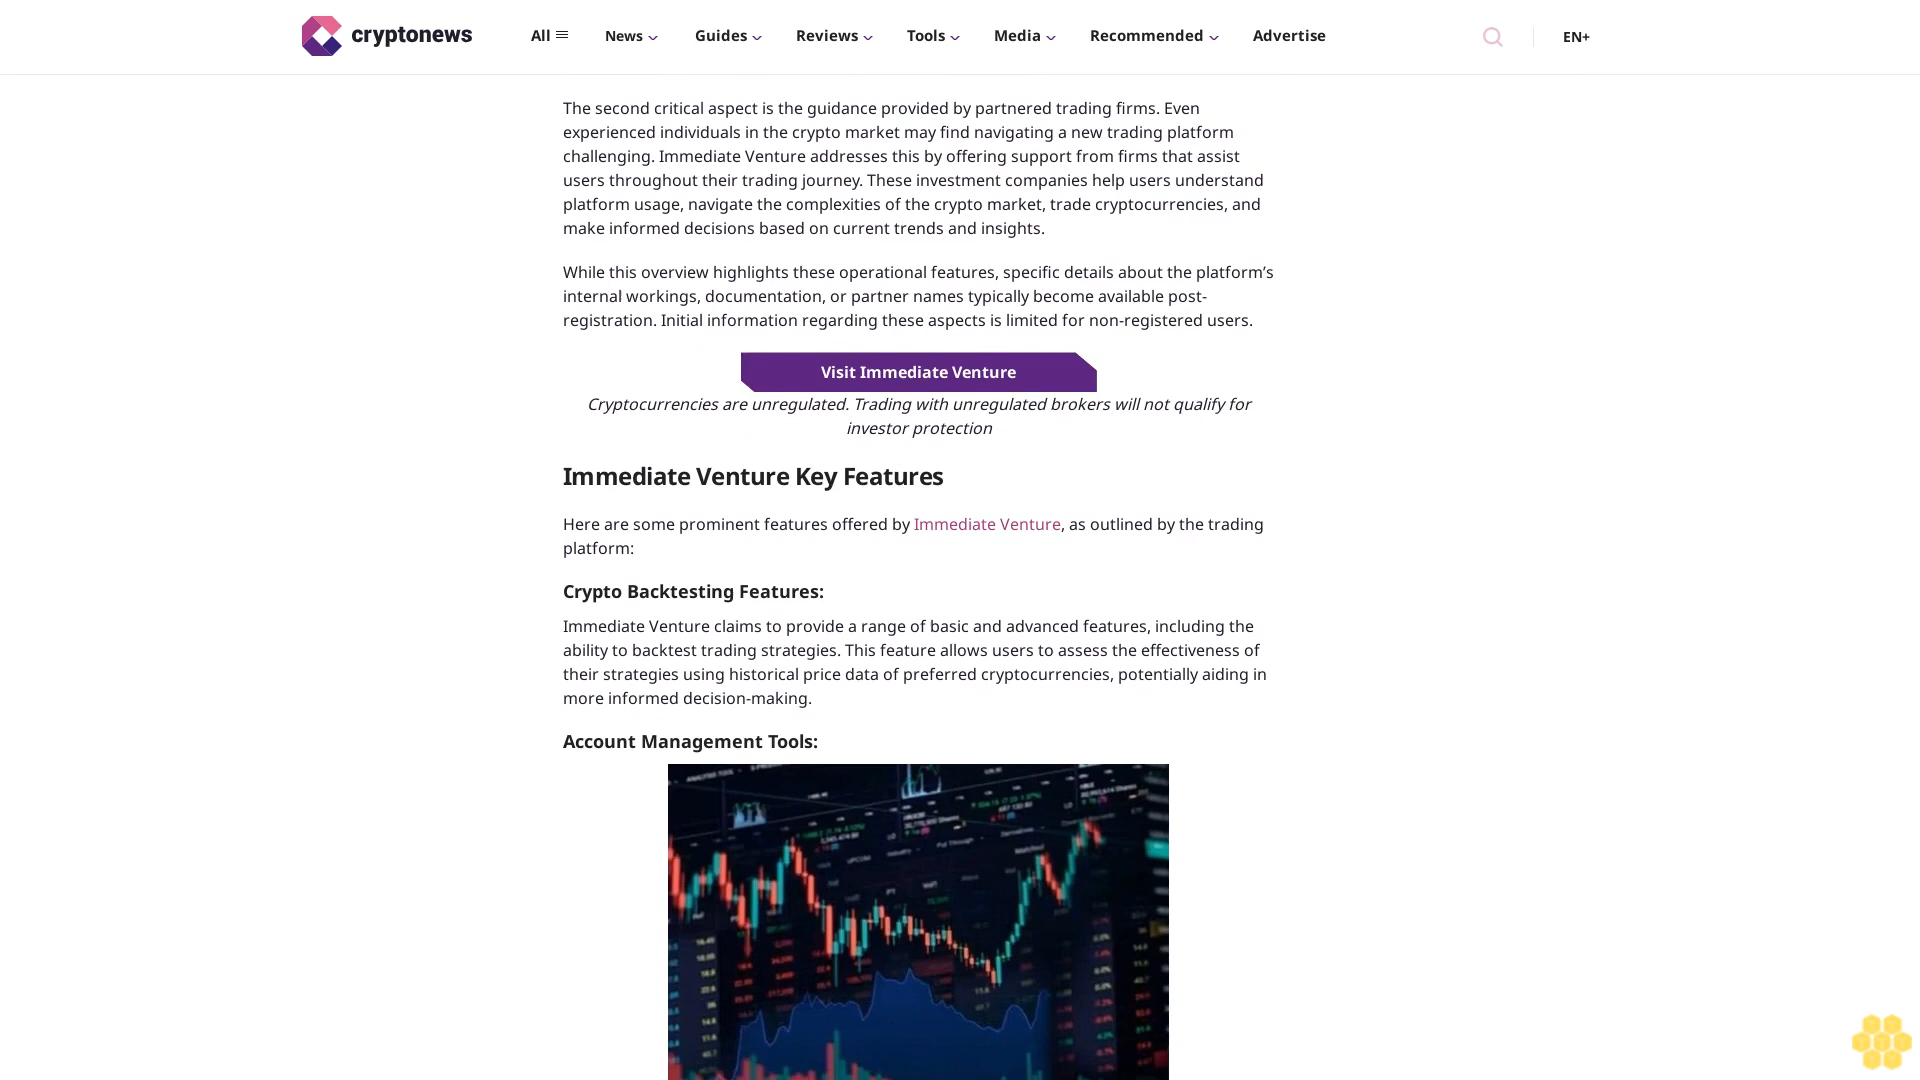 cryptonews
All
News
Guides
Reviews
Tools
Media
Recommended
Advertise
EN+
The second critical aspect is the guidance provided by partnered trading firms. Even
experienced individuals in the crypto market may find navigating a new trading platform
challenging. Immediate Venture addresses this by offering support from firms that assist
users throughout their trading journey. These investment companies help users understand
platform usage, navigate the complexities of the crypto market, trade cryptocurrencies, and
make informed decisions based on current trends and insights.
While this overview highlights these operational features, specific details about the platform’s
internal workings, documentation, or partner names typically become available post-
registration. Initial information regarding these aspects is limited for non-registered users.
Visit Immediate Venture
Cryptocurrencies are unregulated. Trading with unregulated brokers will not qualify for
investor protection
Immediate Venture Key Features
Here are some prominent features offered by Immediate Venture, as outlined by the trading
platform:
Crypto Backtesting Features:
Immediate Venture claims to provide a range of basic and advanced features, including the
ability to backtest trading strategies. This feature allows users to assess the effectiveness of
their strategies using historical price data of preferred cryptocurrencies, potentially aiding in
more informed decision-making.
Account Management Tools: